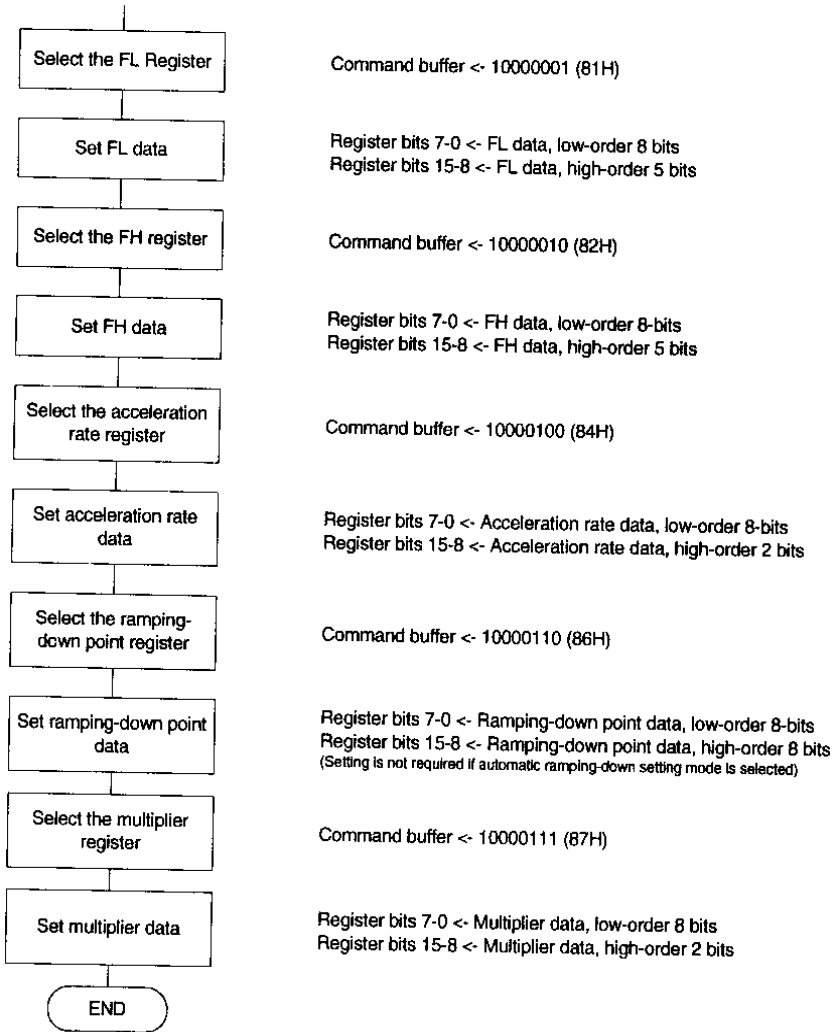 Select the FL Register
Command buffer <- 10000001 (81H)
Set FL data
Register bits 7-0 <- FL data, low-order 8 bits
Register bits 15-8 <- FL data, high-order 5 bits
Select the FH register
Command buffer <- 10000010 (82H)
Set FH data
Register bits 7-0 <- FH data, low-order 8-bits
Register bits 15-8 <- FH data, high-order 5 bits
Select the acceleration
rate register
Command buffer <- 10000100 (84H)
Set acceleration rate
data
Register bits 7-0 <- Acceleration rate data, low-order 8-bits
Register bits 15-8 <- Acceleration rate data, high-order 2 bits
Select the ramping-
down point register
Command buffer <- 10000110 (86H)
Set ramping-down point
data
Register bits 7-0 <- Ramping-down point data, low-order 8-bits
Register bits 15-8 <- Ramping-down point data, high-order 8 bits
(Setting is not required if automatic ramping-down setting mode is selected)
Select the multiplier
register
Command buffer <- 10000111 (87H)
Set multiplier data
Register bits 7-0 <- Multiplier data, low-order 8 bits
Register bits 15-8 <- Multiplier data, high-order 2 bits
END